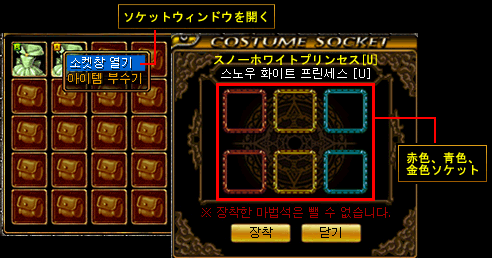 ソケットウィンドウを開く
COSTUME SOCKET
스노우 화이트 프린세스 [U]
スノーホワイトプリンセス[U]
소켓창 열기
아이템 부수기
赤色、青色、
金色ソケット
※ 장착한 마법석은 뺄 수 없습니다.
장착
닫기